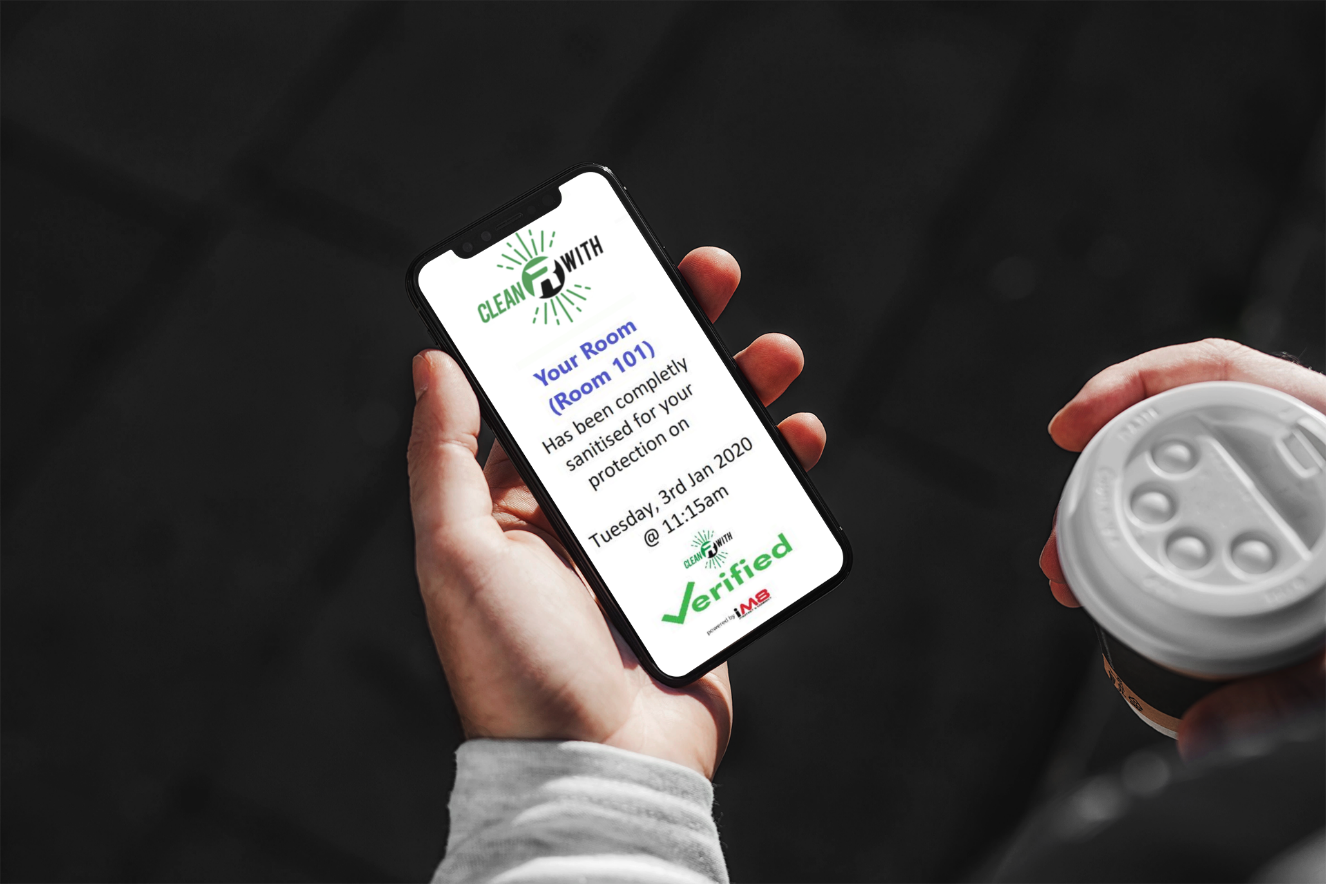 CLEAN WITH
Your Room
(Room 101)
Has been completly
sanitised for your
protection on
Tuesday, 3rd Jan 2020
@ 11:15am
CLEAN WITH
Verified
powered by iM8